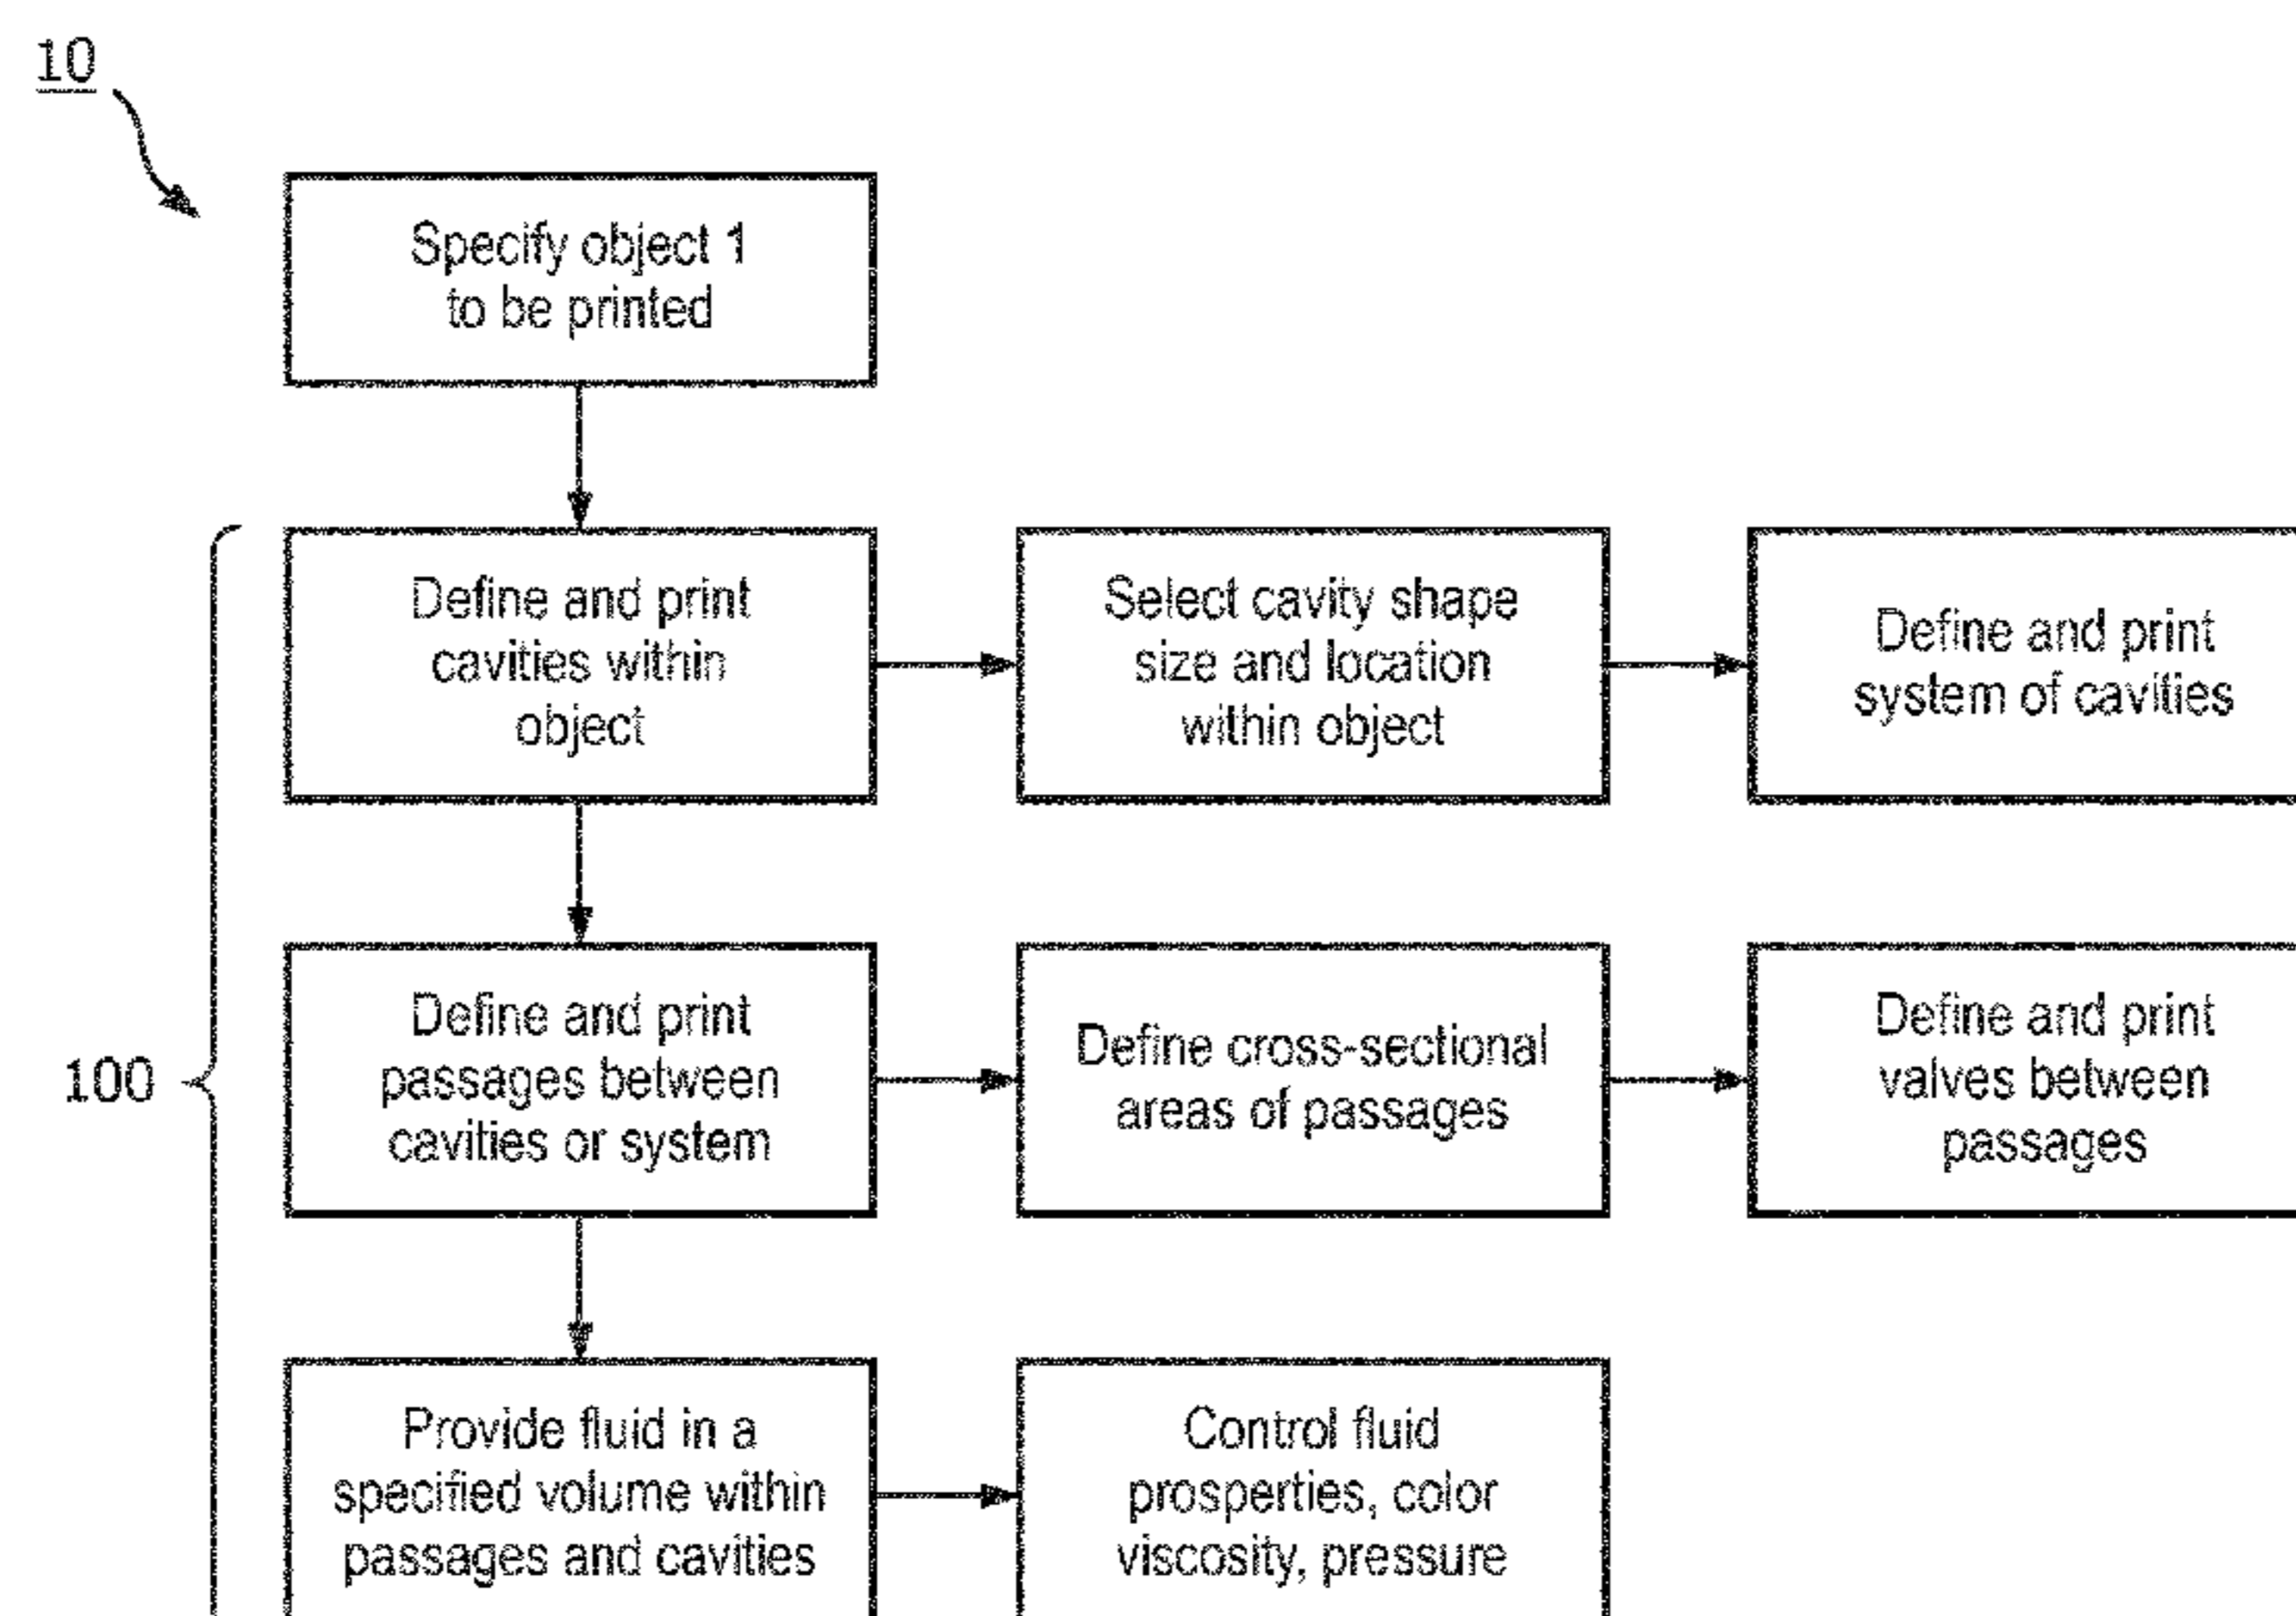 10
Specify object 1
to be printed
Define and print
cavities within
object
Select cavity shape
size and location
within object
Define and print
system of cavities
100
Define and print
passages between
cavities or system
Define cross-sectional
areas of passages
Define and print
valves between
passages
Provide fluid in a
specified volume within
passages and cavities
Control fluid
prosperties, color
viscosity, pressure